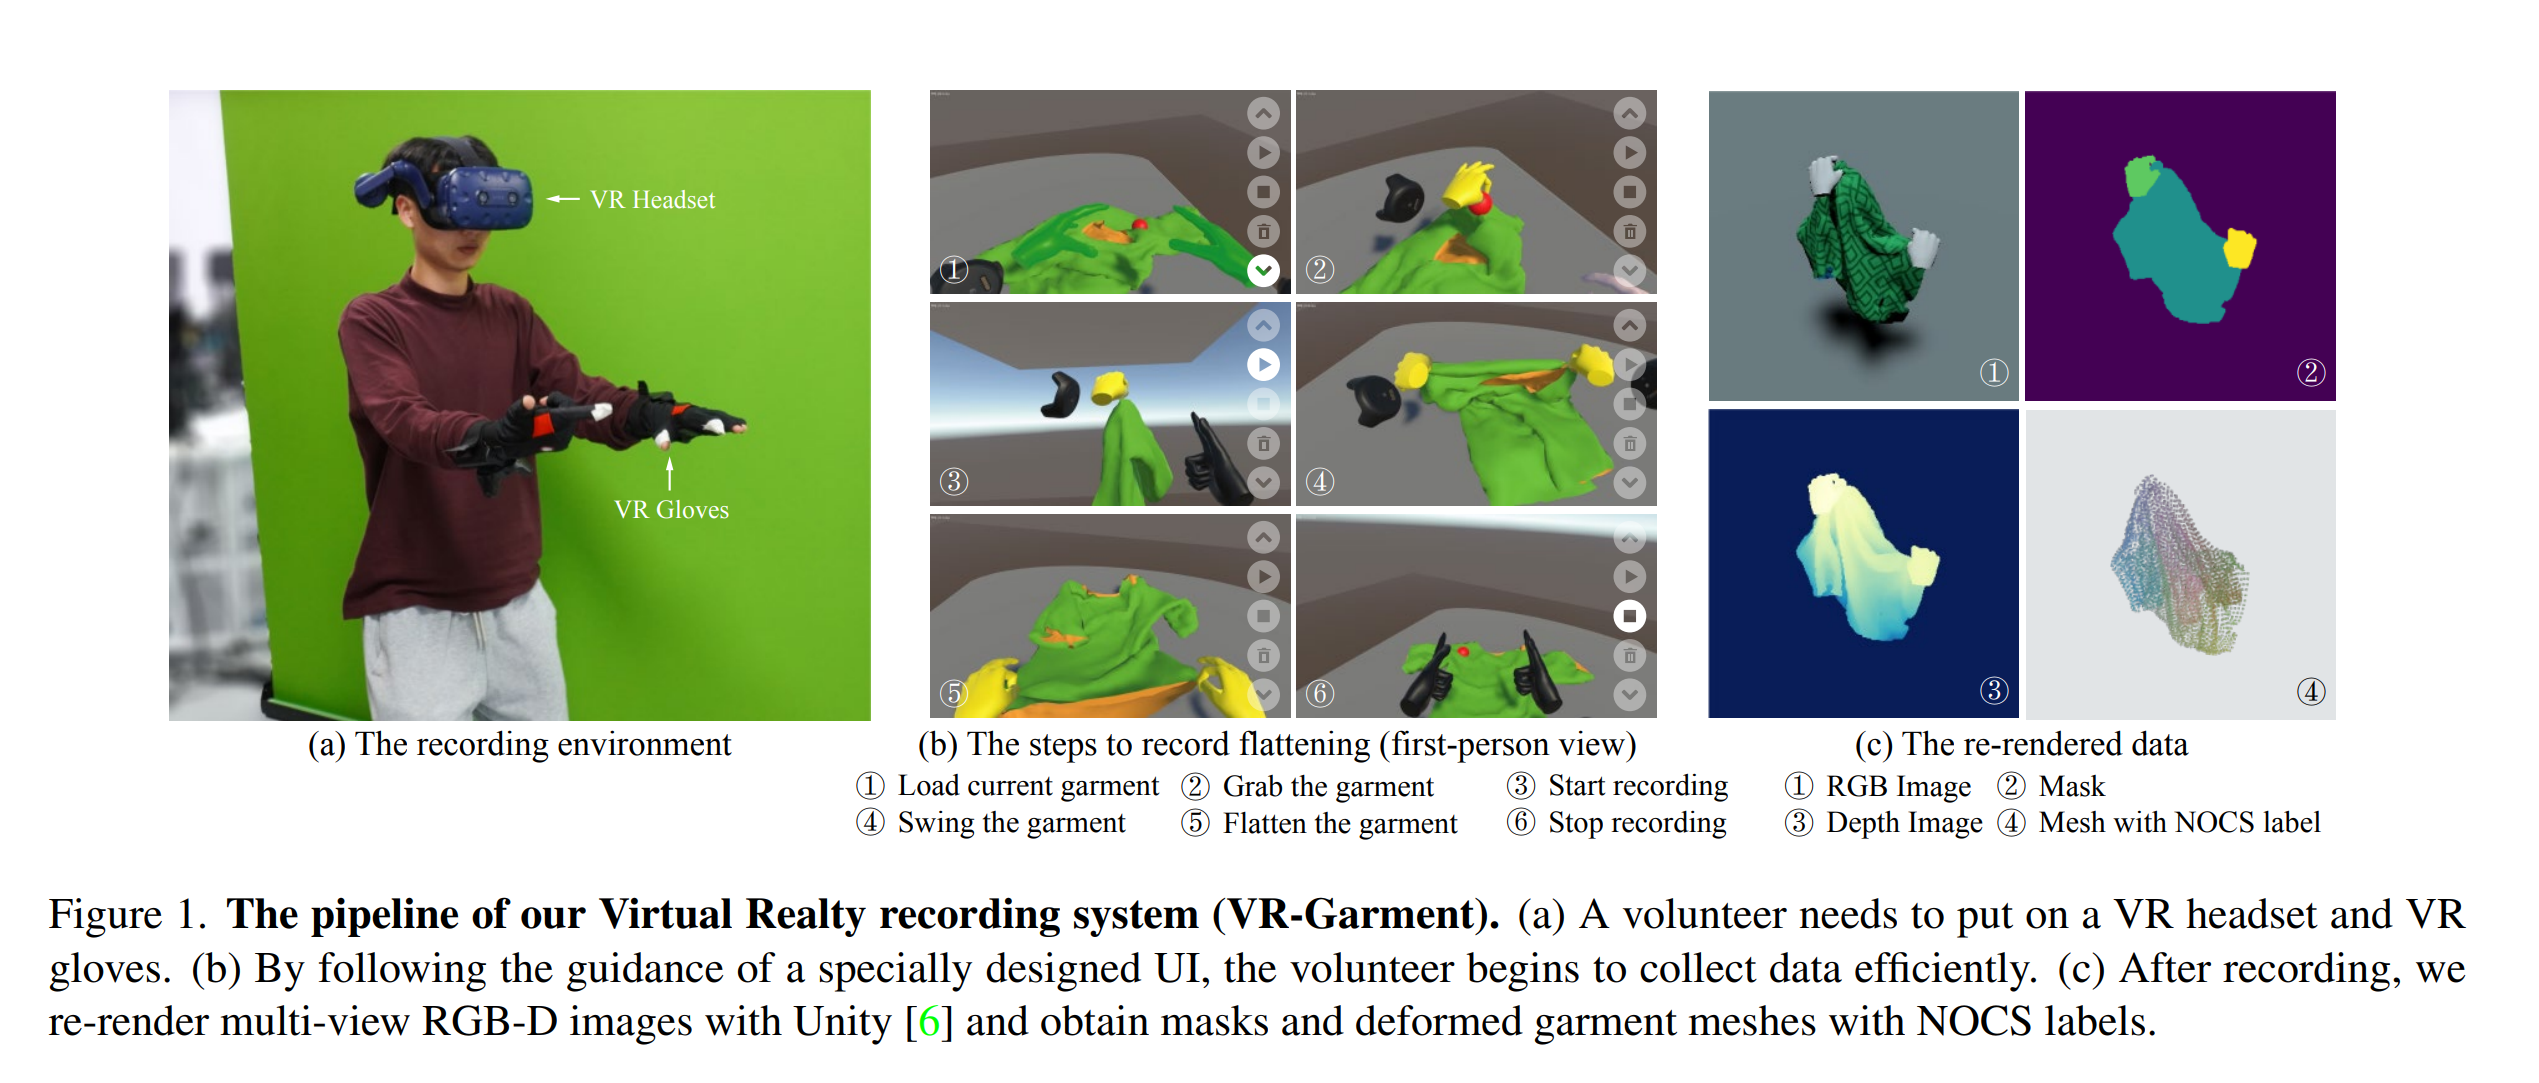 VR Headset
VR Gloves
①
②
③
④
⑤
⑥
①
②
③
④
(a) The recording environment
(b) The steps to record flattening (first-person view)
① Load current garment ② Grab the garment ③ Start recording
④ Swing the garment ⑤ Flatten the garment ⑥ Stop recording
(c) The re-rendered data
① RGB Image ② Mask
③ Depth Image ④ Mesh with NOCS label
Figure 1. The pipeline of our Virtual Realty recording system (VR-Garment). (a) A volunteer needs to put on a VR headset and VR
gloves. (b) By following the guidance of a specially designed UI, the volunteer begins to collect data efficiently. (c) After recording, we
re-render multi-view RGB-D images with Unity [6] and obtain masks and deformed garment meshes with NOCS labels.